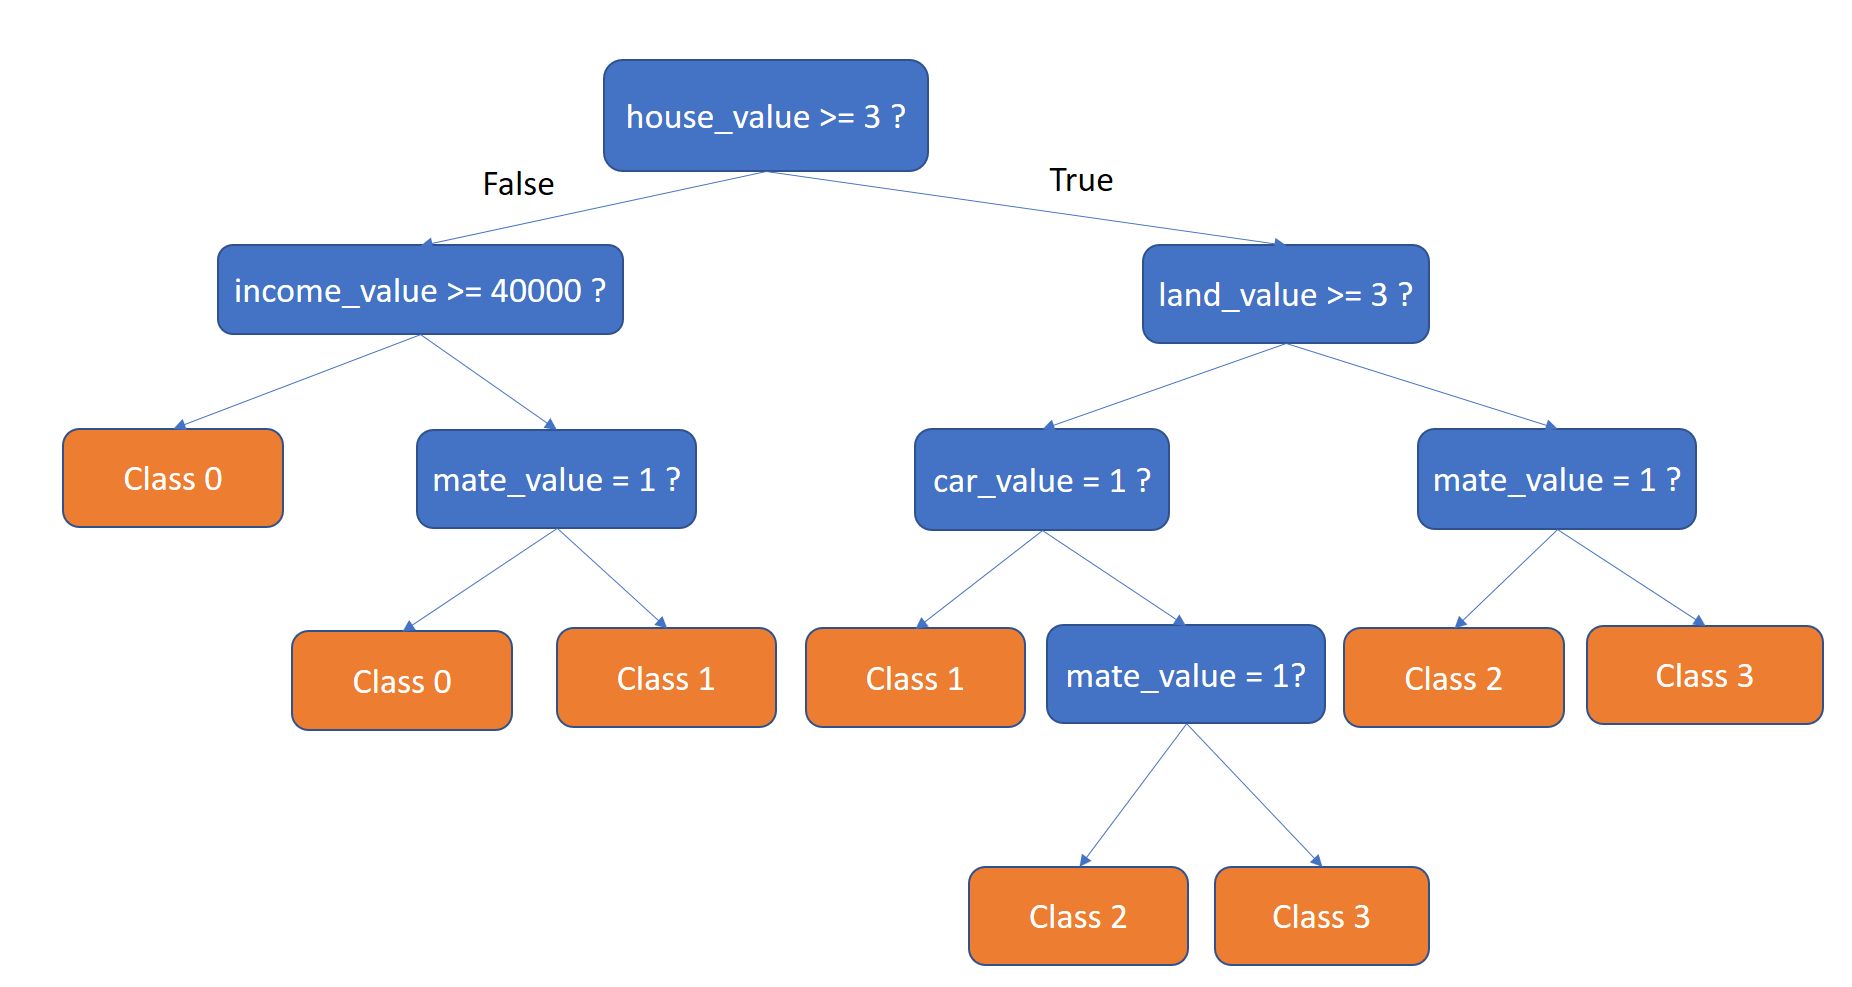 house_value >= 3 ?
False
True
income_value >= 40000 ?
land_value >= 3 ?
Class 0
mate_value = 1 ?
car_value = 1 ?
mate_value = 1 ?
Class 0
Class 1
Class 1
mate_value = 1?
Class 2
Class 3
Class 2
Class 3